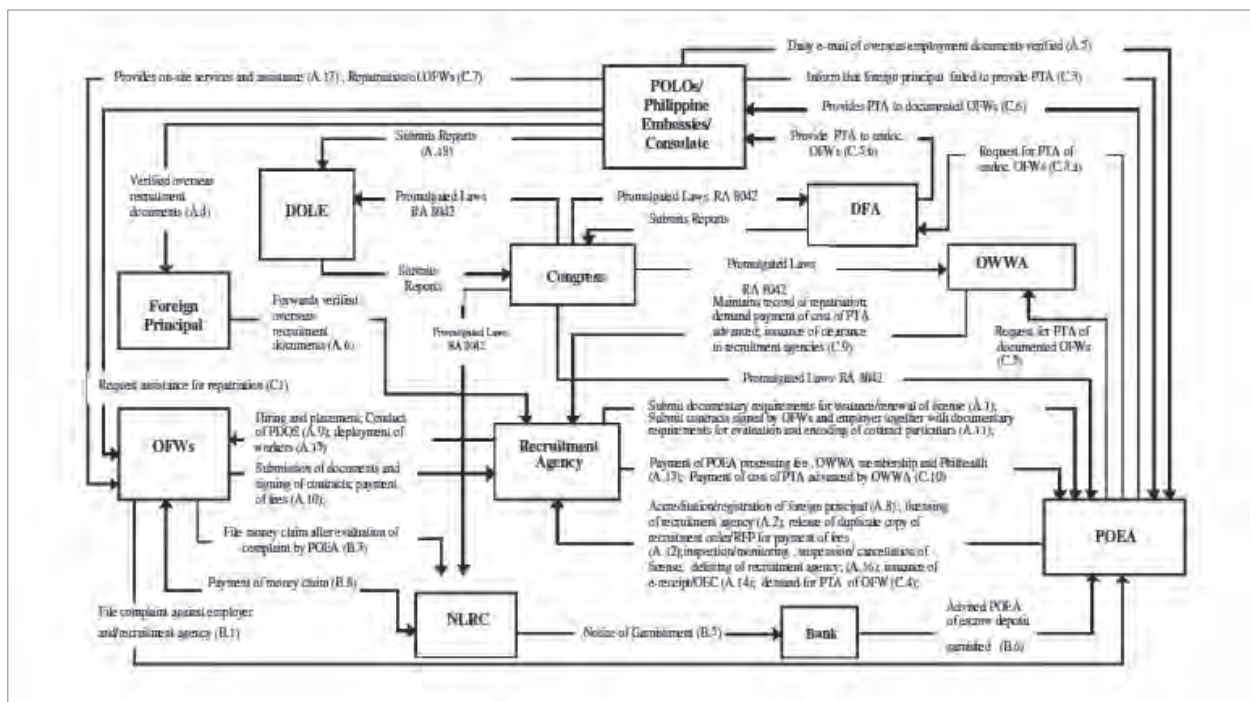 Daily e-mail of overseas employment documents verified (A.5)
Provides on-site services and assistance (A.17), Repatriation of OFWs (C.7)
Inform that foreign principal failed to provide PTA (C.3)
POLOs/
Philippine
Embassies/
Consulate
Provides PTA to documented OFWs (C.6)
Submits Reports
(A.18)
Provide PTA to undoc.
OFWs (C.5.b)
Request for PTA of
undoc. OFWs (C.5.a)
Verified overseas
recruitment
documents (A.4)
DOLE
Promulgated Laws
RA 8042
Promulgated Laws RA 8042
DFA
Submits Reports
Foreign
Principal
Submits
Reports
Congress
Promulgated Laws
RA 8042
OWWA
Forwards verified
overseas
recruitment
documents (A.6)
Promulgated Laws
RA 8042
Maintains record of repatriation;
demand payment of cost of PTA
advanced; issuance of clearance
to recruitment agencies (C.9)
Request for PTA of
documented OFWs
Request assistance for repatriation (C.1)
Promulgated Laws RA 8042
OFWs
Hiring and placement; Conduct
of PDOS (A.9); deployment of
workers (A.15)
Recruitment
Agency
Submit documentary requirements for issuance/renewal of license (A.1);
Submit contracts signed by OFWs and employer together with documentary
requirements for evaluation and encoding of contract particulars (A.11);
Submission of documents and
signing of contracts; payment
of fees (A.10);
Payment of POEA processing fee, OWWA membership and Philhealth
(A.13); Payment of cost of PTA advanced by OWWA (C.10)
File money claim after evaluation of
complaint by POEA (B.3)
Accreditation/registration of foreign principal (A.8); licensing
of recruitment agency (A.2); release of duplicate copy of
recruitment order/RFP for payment of fees
(A.12); inspection/monitoring, suspension/ cancellation of
license, delisting of recruitment agency; (A.16); issuance of
e-receipt/OEC (A.14); demand for PTA of OFW (C.4);
POEA
Payment of money claim (B.8)
File complaint against employer
and/recruitment agency (B.1)
NLRC
Notice of Garnishment (B.5)
Bank
Advised POEA
of escrow deposit
garnished (B.6)